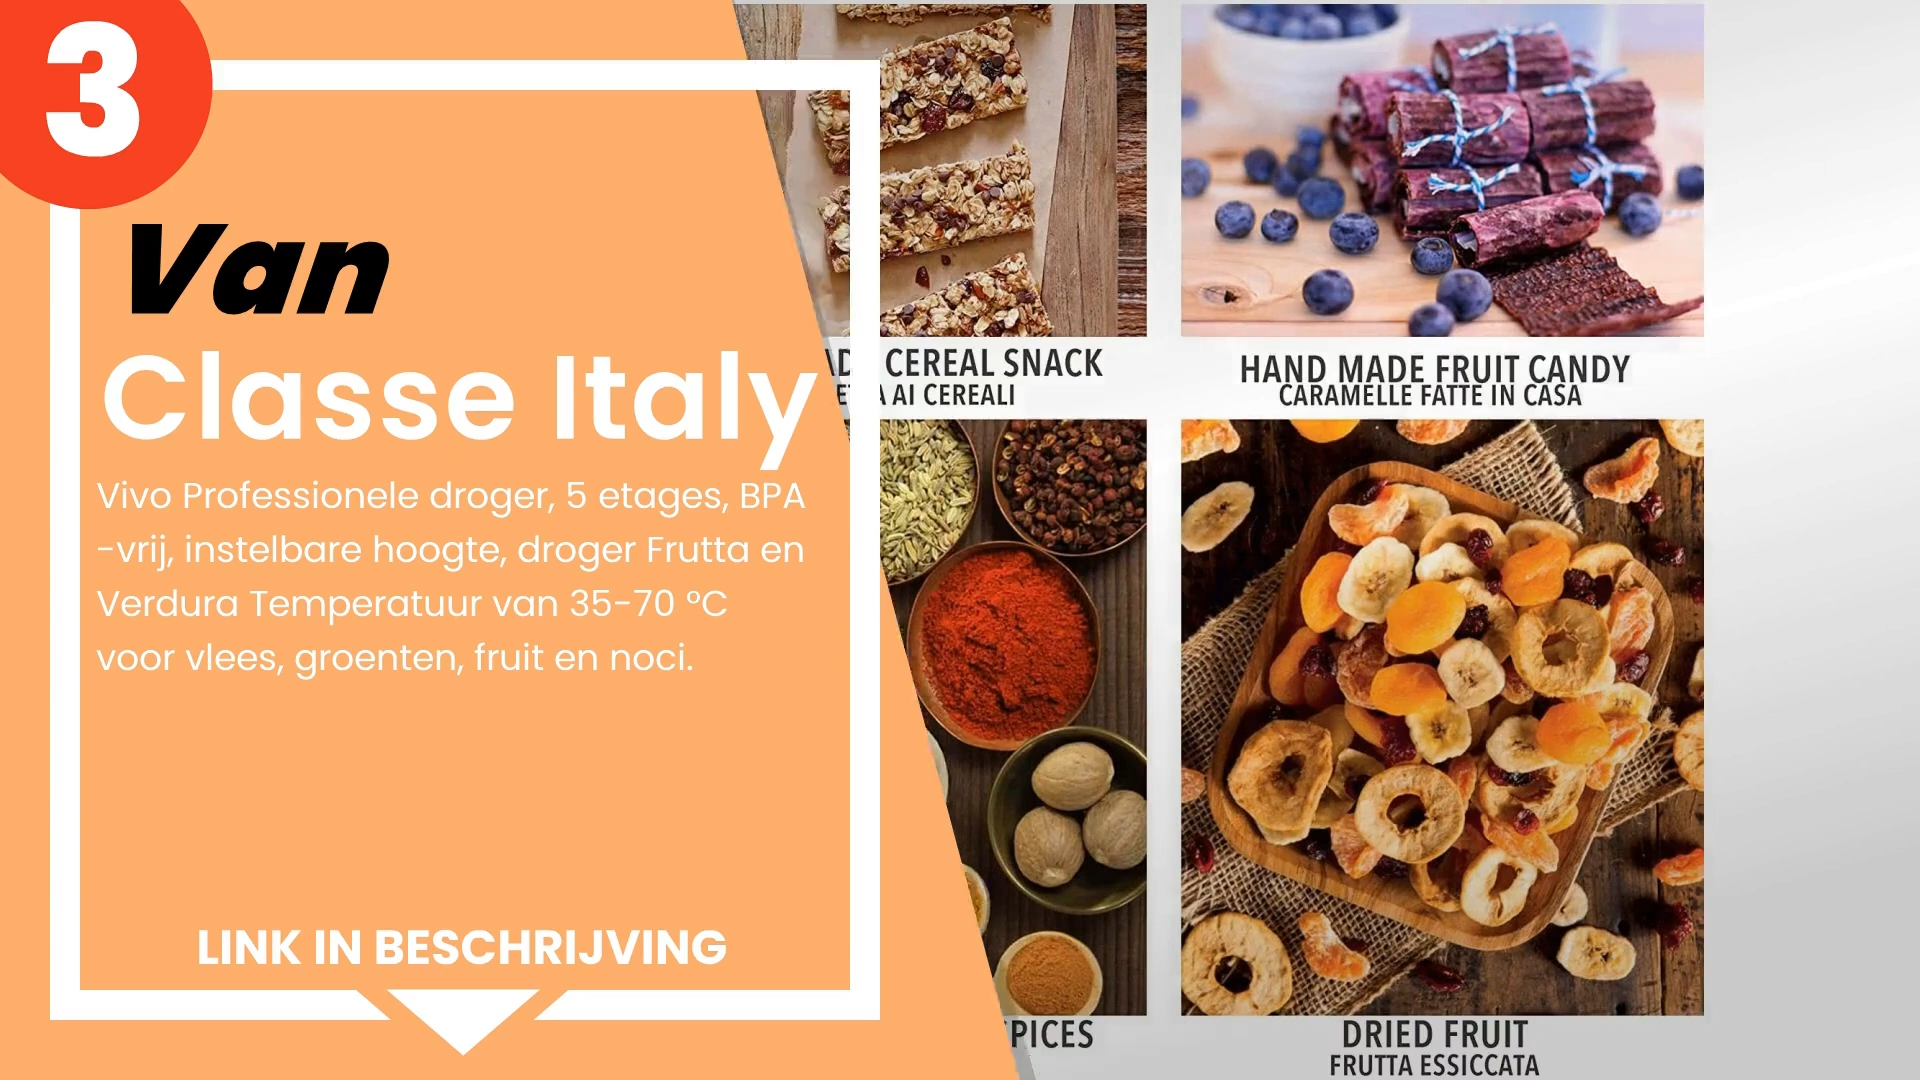 3
Van
Classe Italy
Vivo Professionele droger, 5 etages, BPA
-vrij, instelbare hoogte, droger Frutta en
Verdura Temperatuur van 35-70 °C
voor vlees, groenten, fruit en noci.
LINK IN BESCHRIJVING
CEREAL SNACK
AI CEREALI
HAND MADE FRUIT CANDY
CARAMELLE FATTE IN CASA
DRIED FRUIT
FRUTTA ESSICCATA